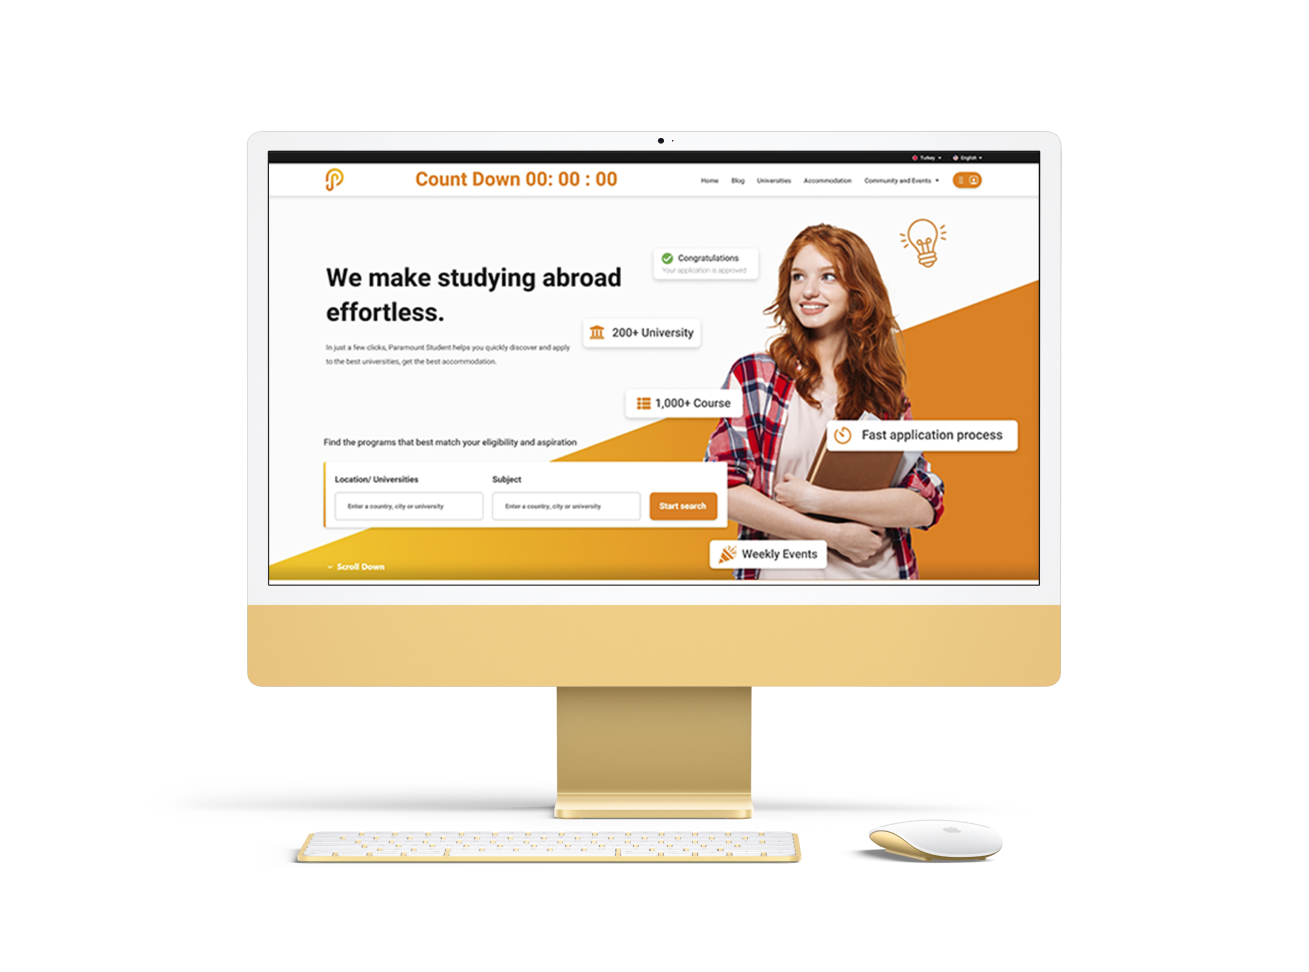 Turkey
English
Count Down 00: 00 : 00
Home
Blog
Universities
Accommodation
Community and Events
Congratulations
Your application is approved
We make studying abroad
effortless.
200+ University
In just a few clicks, Paramount Student helps you quickly discover and apply
to the best universities, get the best accommodation.
1,000+ Course
Fast application process
Find the programs that best match your eligibility and aspiration
Location/ Universities
Subject
Enter a country, city or university
Enter a country, city or university
Start search
Weekly Events
Scroll Down